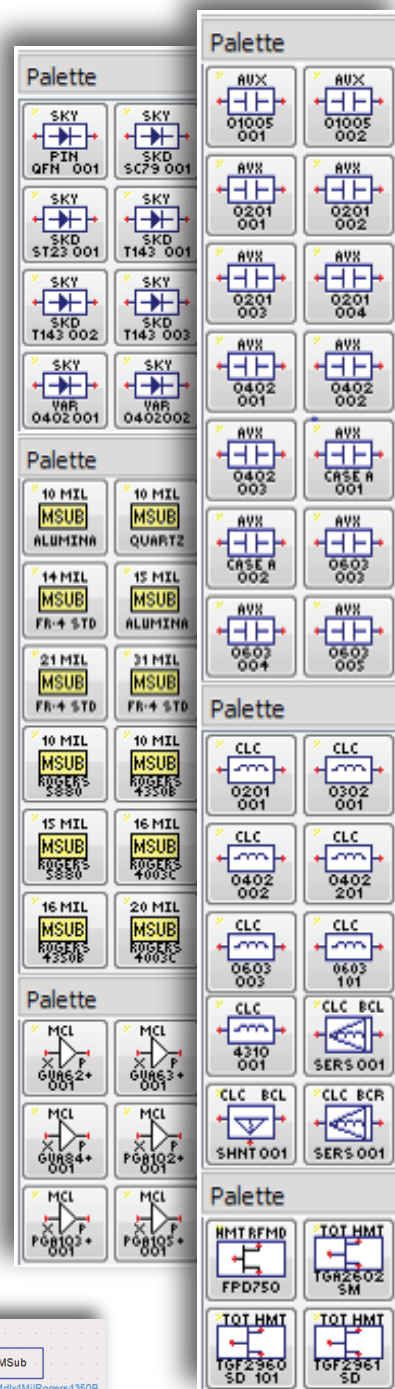 Palette
SKY
PIN
QFN 001
SKY
SKD
SC79 001
SKY
SKD
ST23 001
SKY
SKD
T143 001
SKY
SKD
T143 002
SKY
SKD
T143 003
SKY
VAR
0402 001
SKY
VAR
0402002
Palette
10 MIL
MSUB
ALUMINA
10 MIL
MSUB
QUARTZ
14 MIL
MSUB
FR-4 STD
15 MIL
MSUB
ALUMINA
21 MIL
MSUB
FR-4 STD
31 MIL
MSUB
FR-4 STD
10 MIL
MSUB
ROGERS
5880
10 MIL
MSUB
ROGERS
4350B
15 MIL
MSUB
ROGERS
5880
16 MIL
MSUB
ROGERS
4003C
16 MIL
MSUB
ROGERS
4350B
20 MIL
MSUB
ROGERS
4003C
Palette
MCL
X P
GVA62+
001
MCL
X P
GVA63+
001
MCL
X P
GVA84+
001
MCL
X P
PGA102+
001
MCL
X P
PGA103+
001
MCL
X P
PGA105+
001
MSub
Palette
AVX
01005
001
AVX
01005
002
AVX
0201
001
AVX
0201
002
AVX
0201
003
AVX
0201
004
AVX
0402
001
AVX
0402
002
AVX
0402
003
AVX
CASE A
001
AVX
CASE A
002
AVX
0603
003
AVX
0603
004
AVX
0603
005
Palette
CLC
0201
001
CLC
0302
001
CLC
0402
002
CLC
0402
201
CLC
0603
003
CLC
0603
101
CLC
4310
001
CLC BCL
SERS 001
CLC BCL
SHNT 001
CLC BCR
SERS 001
Palette
HMT RFMD
FPD750
TQT HMT
TGA2602
SM
TQT HMT
TGF2960
SD 101
TQT HMT
TGF2961
SD